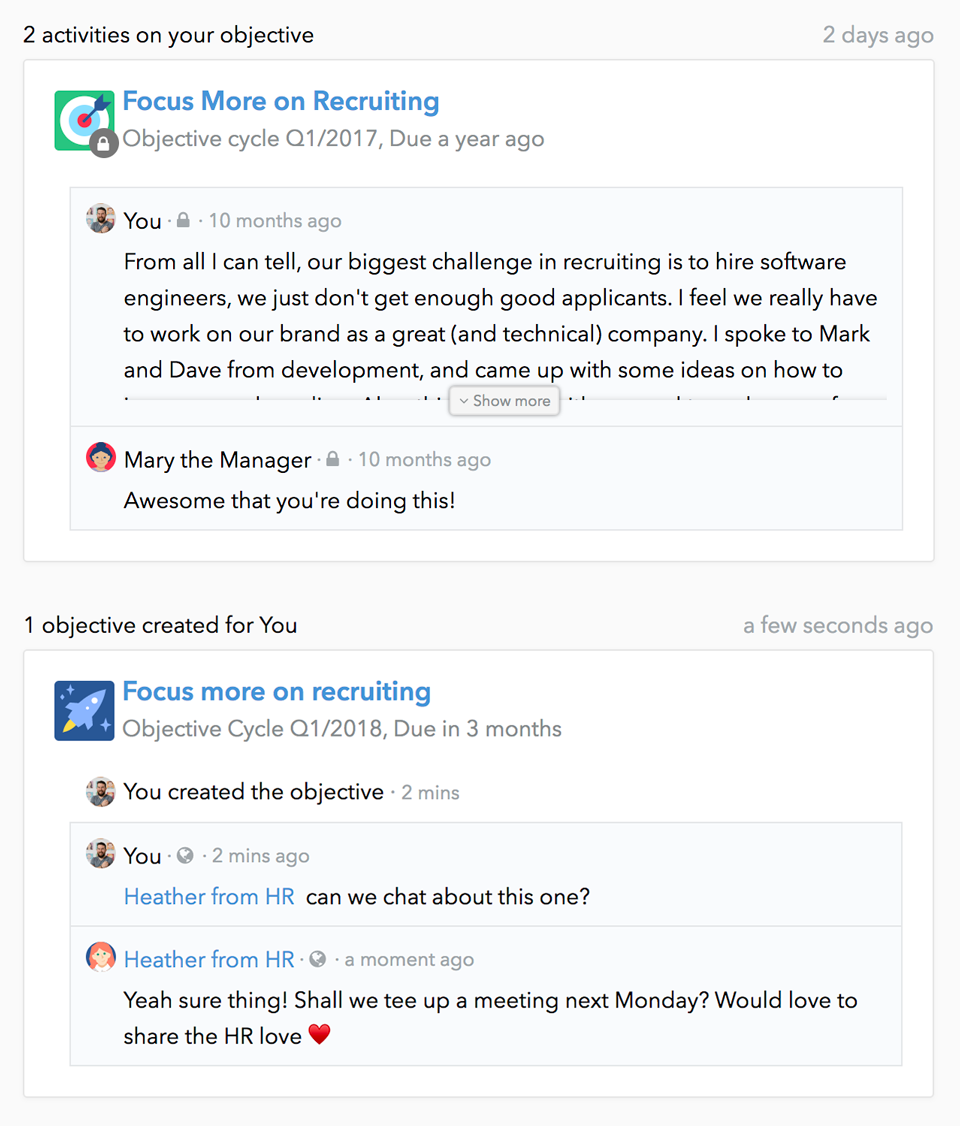 2 activities on your objective 2 days ago
Focus More on Recruiting
Objective cycle Q1/2017, Due a year ago
You · · 10 months ago
From all I can tell, our biggest challenge in recruiting is to hire software
engineers, we just don't get enough good applicants. I feel we really have
to work on our brand as a great (and technical) company. I spoke to Mark
and Dave from development, and came up with some ideas on how to
Show more
Mary the Manager · · 10 months ago
Awesome that you're doing this!
1 objective created for You a few seconds ago
Focus more on recruiting
Objective Cycle Q1/2018, Due in 3 months
You created the objective · 2 mins
You · · 2 mins ago
Heather from HR can we chat about this one?
Heather from HR · · a moment ago
Yeah sure thing! Shall we tee up a meeting next Monday? Would love to
share the HR love ❤️